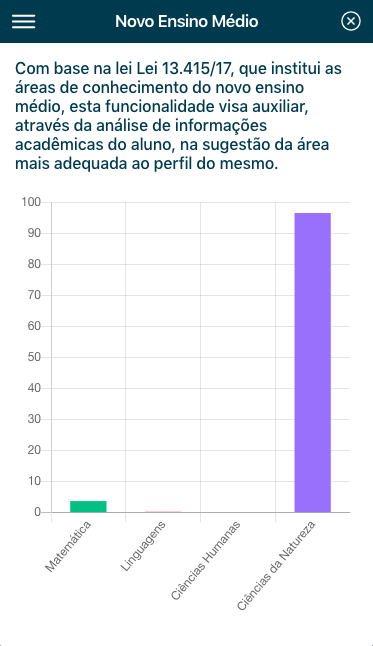 Novo Ensino Médio
Com base na lei Lei 13.415/17, que institui as
áreas de conhecimento do novo ensino
médio, esta funcionalidade visa auxiliar,
através da análise de informações
acadêmicas do aluno, na sugestão da área
mais adequada ao perfil do mesmo.
100
90
80
70
60
50
40
30
20
10
0
Matemática
Linguagens
Ciências Humanas
Ciências da Natureza